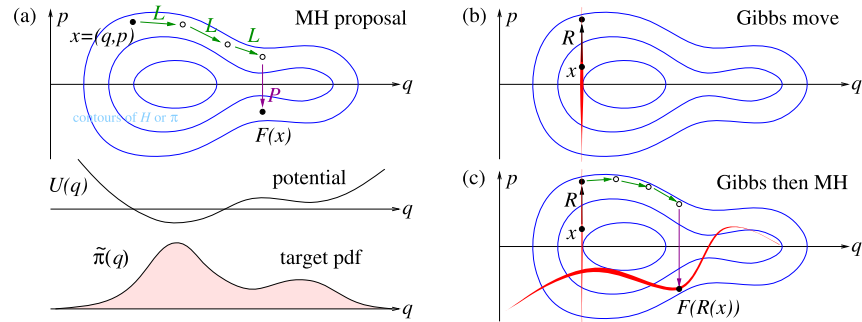 (a)
p
MH proposal
x=(q,p)
L
L
L
P
q
contours of H or π
F(x)
U(q)
potential
q
π̃(q)
target pdf
q
(b)
p
Gibbs move
R
x
q
(c)
p
Gibbs then MH
R
x
q
F(R(x))